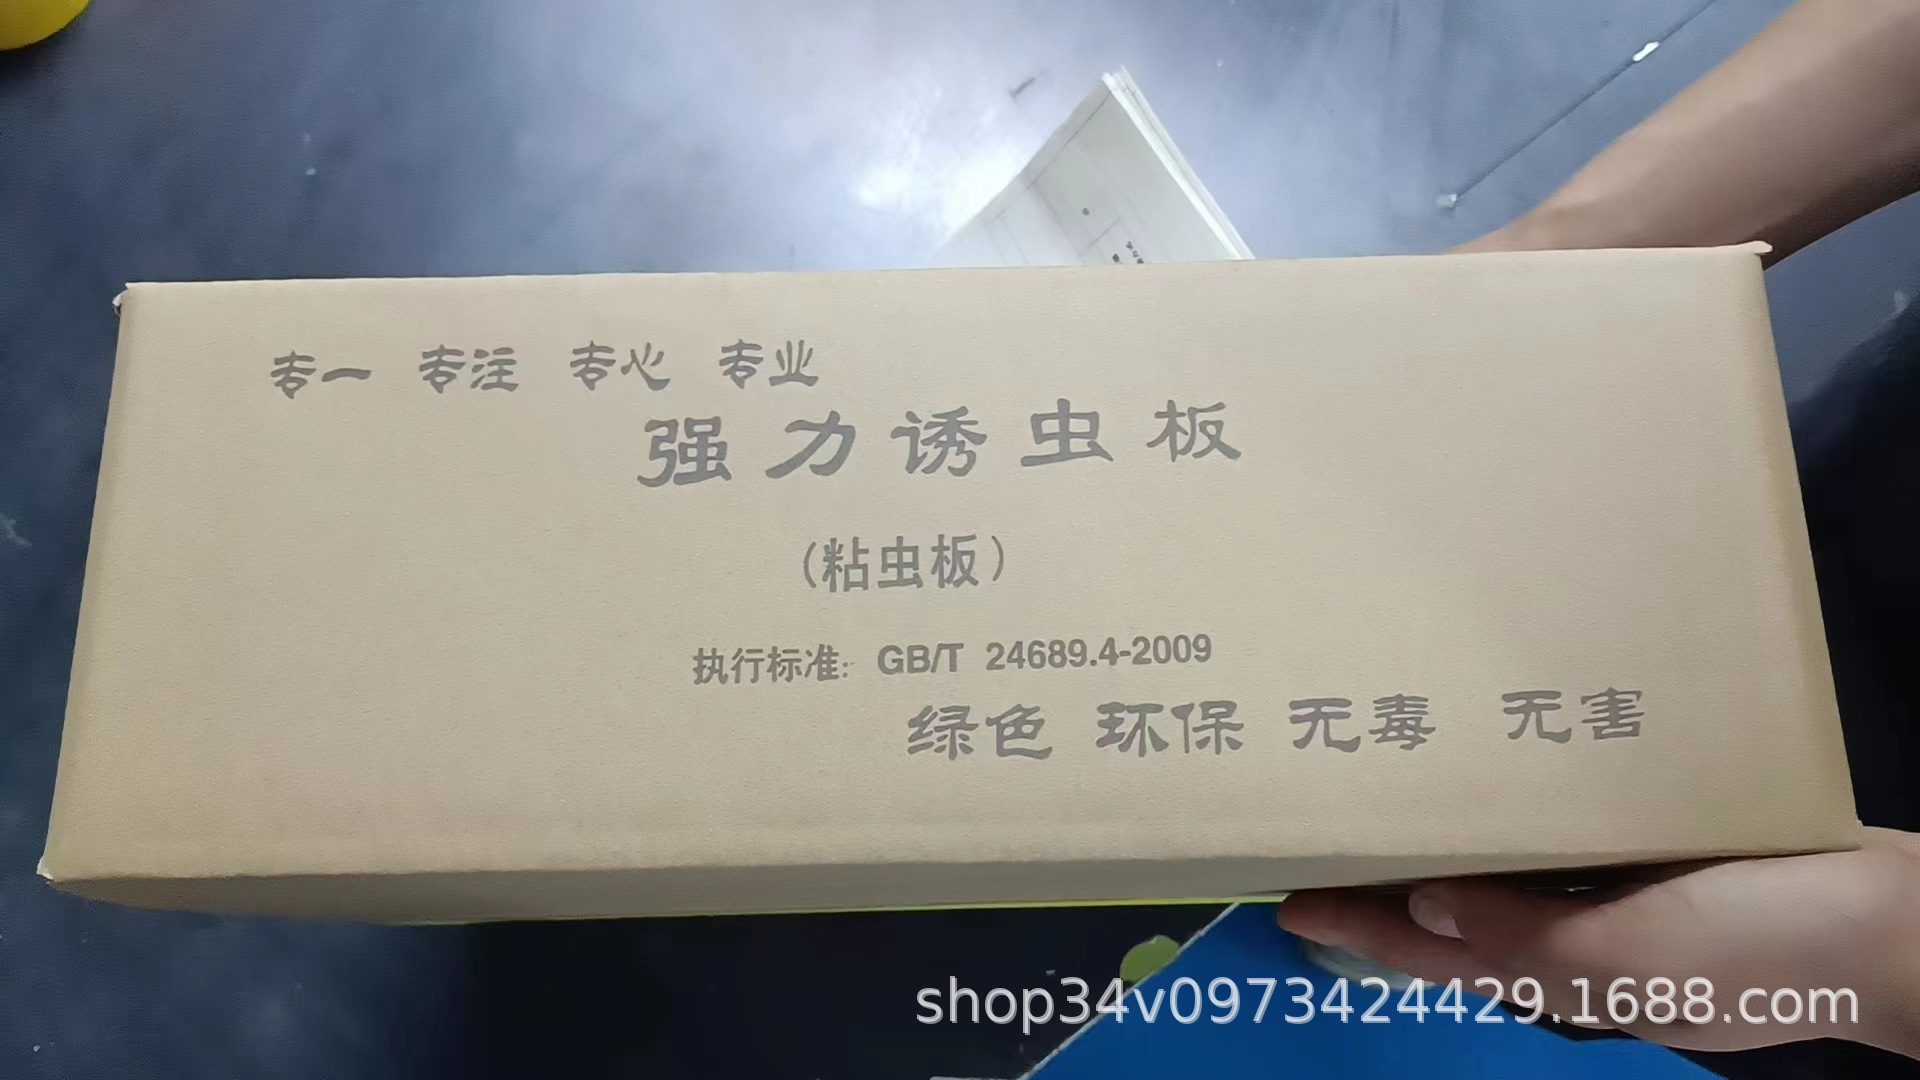 专一 专注 专心 专业
强力诱虫板
(粘虫板)
执行标准: GB/T 24689.4-2009
绿色 环保 无毒 无害
shop34v0973424429.1688.com